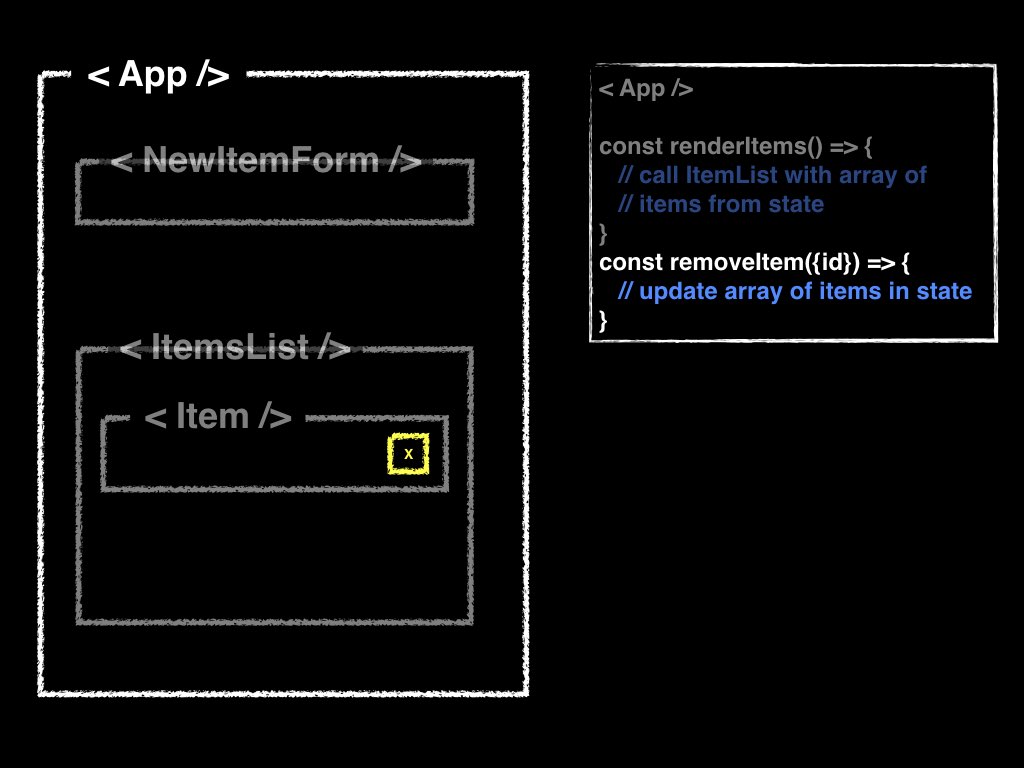 < App />
< NewItemForm />
< ItemsList />
< Item />
x
< App />
const renderItems() => {
// call ItemList with array of
// items from state
}
const removeItem({id}) => {
// update array of items in state
}